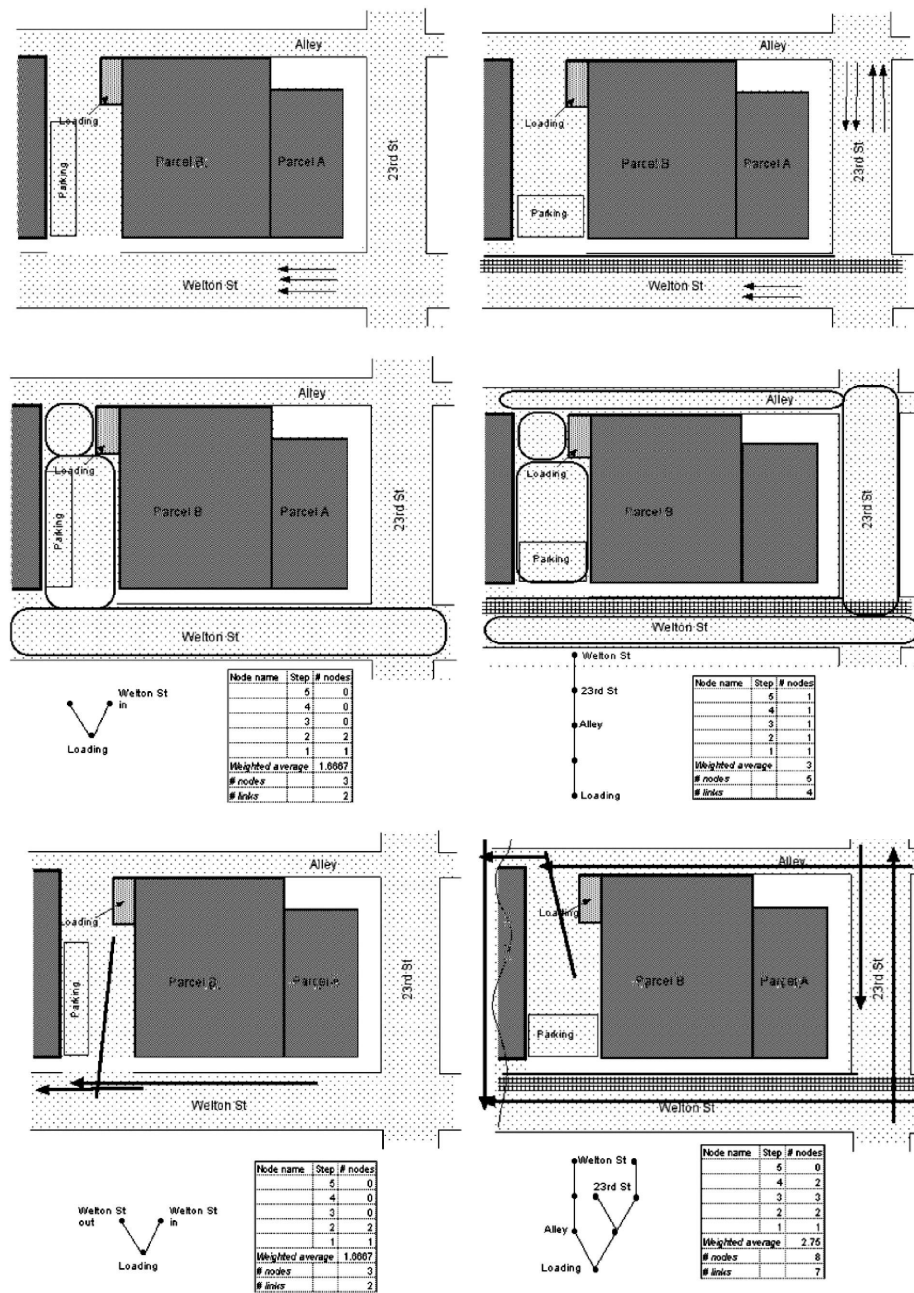 Alley
Loading
Parking
Parcel B
Parcel A
23rd St
Welton St
Alley
Loading
Parking
Parcel B
Parcel A
23rd St
Welton St
Alley
Loading
Parking
Parcel B
Parcel A
23rd St
Welton St
Alley
Loading
Parking
Parcel B
23rd St
Welton St
Welton St
in
Loading
Node name Step # nodes
5 0
4 0
3 0
2 2
1 1
Weighted average 1.6667
# nodes 3
# links 2
Welton St
23rd St
Alley
Loading
Node name Step # nodes
5 1
4 1
3 1
2 1
1 1
Weighted average 3
# nodes 5
# links 4
Alley
Loading
Parking
Parcel B
Parcel A
23rd St
Welton St
Alley
Loading
Parking
Parcel B
Parcel A
23rd St
Welton St
Welton St
out
Welton St
in
Loading
Node name Step # nodes
5 0
4 0
3 0
2 2
1 1
Weighted average 1.6667
# nodes 3
# links 2
Welton St
23rd St
Alley
Loading
Node name Step # nodes
5 0
4 2
3 3
2 2
1 1
Weighted average 2.75
# nodes 8
# links 7